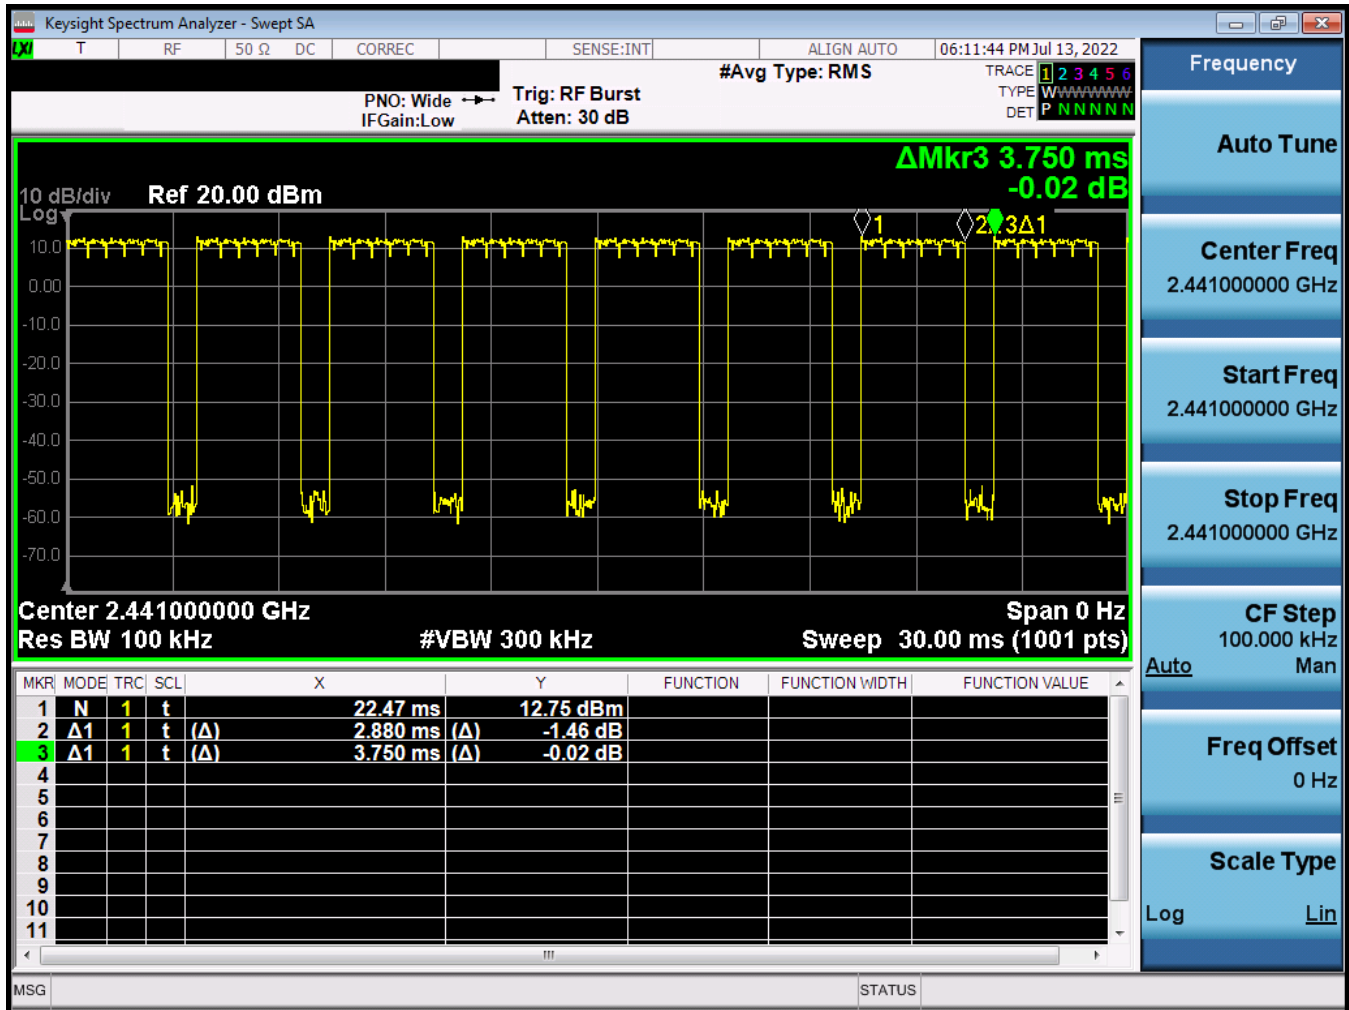 Keysight Spectrum Analyzer - Swept SA
LXI T RF 50 Ω DC CORREC SENSE:INT ALIGN AUTO 06:11:44 PM Jul 13, 2022
PNO: Wide
IFGain:Low
Trig: RF Burst
Atten: 30 dB
#Avg Type: RMS
TRACE 1 2 3 4 5 6
TYPE WWWWWWW
DET P N N N N N
ΔMkr3 3.750 ms
-0.02 dB
10 dB/div Ref 20.00 dBm
Log
1 2 3Δ1
10.0
0.00
-10.0
-20.0
-30.0
-40.0
-50.0
-60.0
-70.0
Center 2.441000000 GHz Span 0 Hz
Res BW 100 kHz #VBW 300 kHz Sweep 30.00 ms (1001 pts)
MKR MODE TRC SCL X Y FUNCTION FUNCTION WIDTH FUNCTION VALUE
1 N 1 t 22.47 ms 12.75 dBm
2 Δ1 1 t (Δ) 2.880 ms (Δ) -1.46 dB
3 Δ1 1 t (Δ) 3.750 ms (Δ) -0.02 dB
4
5
6
7
8
9
10
11
MSG STATUS
Frequency
Auto Tune
Center Freq
2.441000000 GHz
Start Freq
2.441000000 GHz
Stop Freq
2.441000000 GHz
CF Step
100.000 kHz
Auto Man
Freq Offset
0 Hz
Scale Type
Log Lin